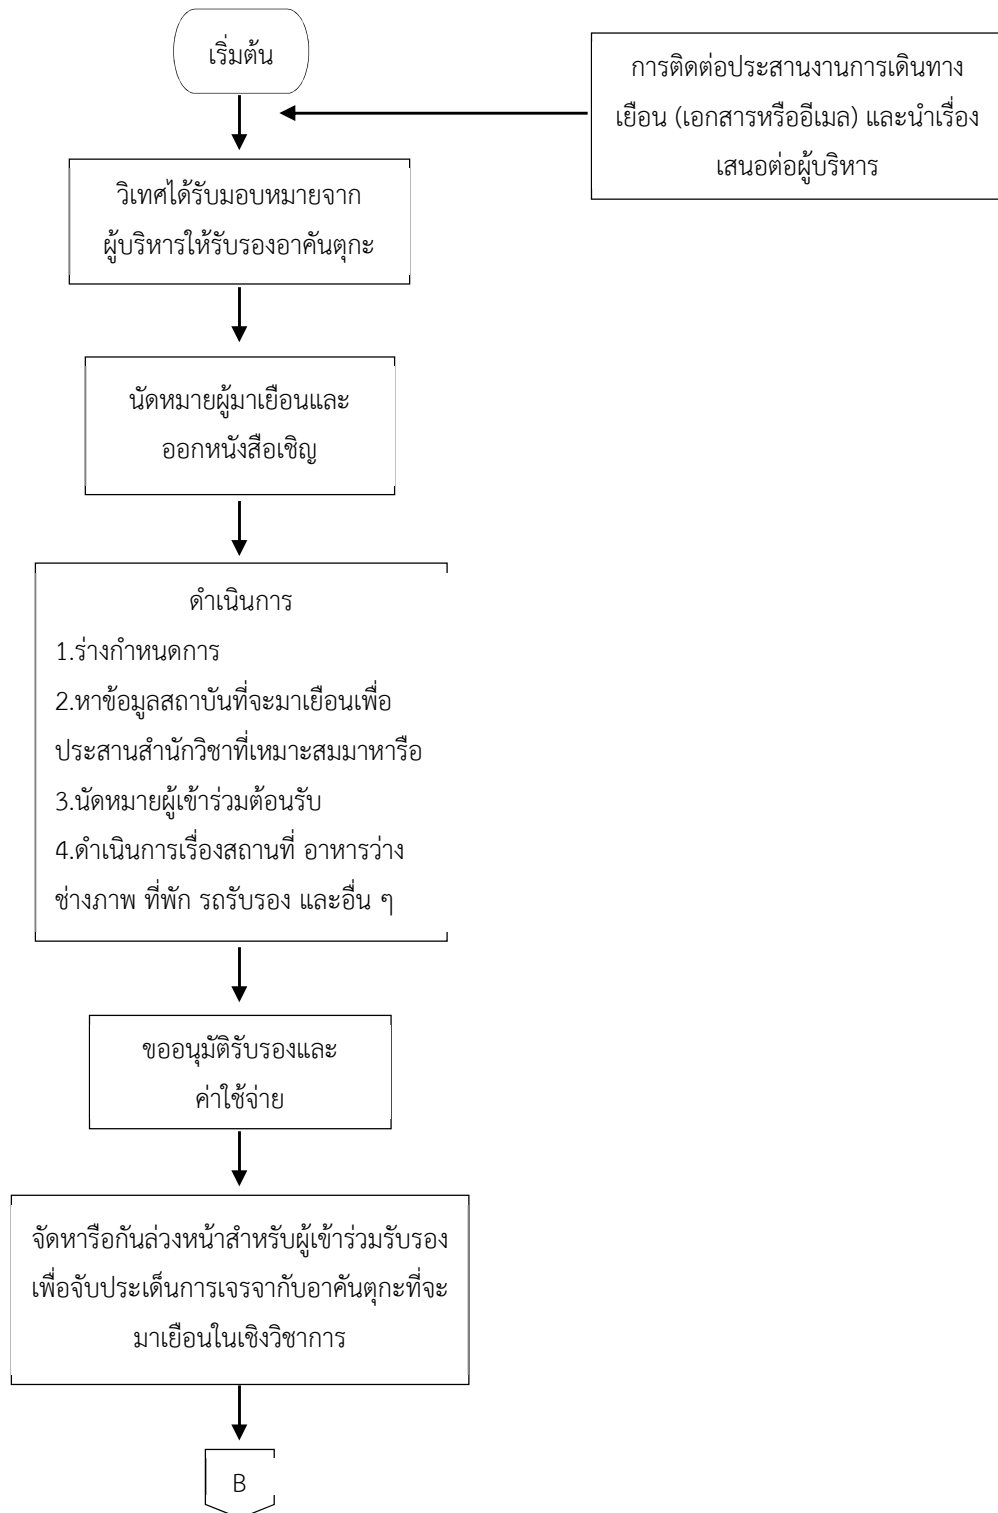 เริ่มต้น
การติดต่อประสานงานการเดินทาง
เยือน (เอกสารหรืออีเมล) และนำเรื่อง
เสนอต่อผู้บริหาร
วิเทศได้รับมอบหมายจาก
ผู้บริหารให้รับรองอาคันตุกะ
นัดหมายผู้มาเยือนและ
ออกหนังสือเชิญ
ดำเนินการ
1.ร่างกำหนดการ
2.หาข้อมูลสถาบันที่จะมาเยือนเพื่อ
ประสานสำนักวิชาที่เหมาะสมมาหารือ
3.นัดหมายผู้เข้าร่วมต้อนรับ
4.ดำเนินการเรื่องสถานที่ อาหารว่าง
ช่างภาพ ที่พัก รถรับรอง และอื่น ๆ
ขออนุมัติรับรองและ
ค่าใช้จ่าย
จัดหารือกันล่วงหน้าสำหรับผู้เข้าร่วมรับรอง
เพื่อจับประเด็นการเจรจากับอาคันตุกะที่จะ
มาเยือนในเชิงวิชาการ
B